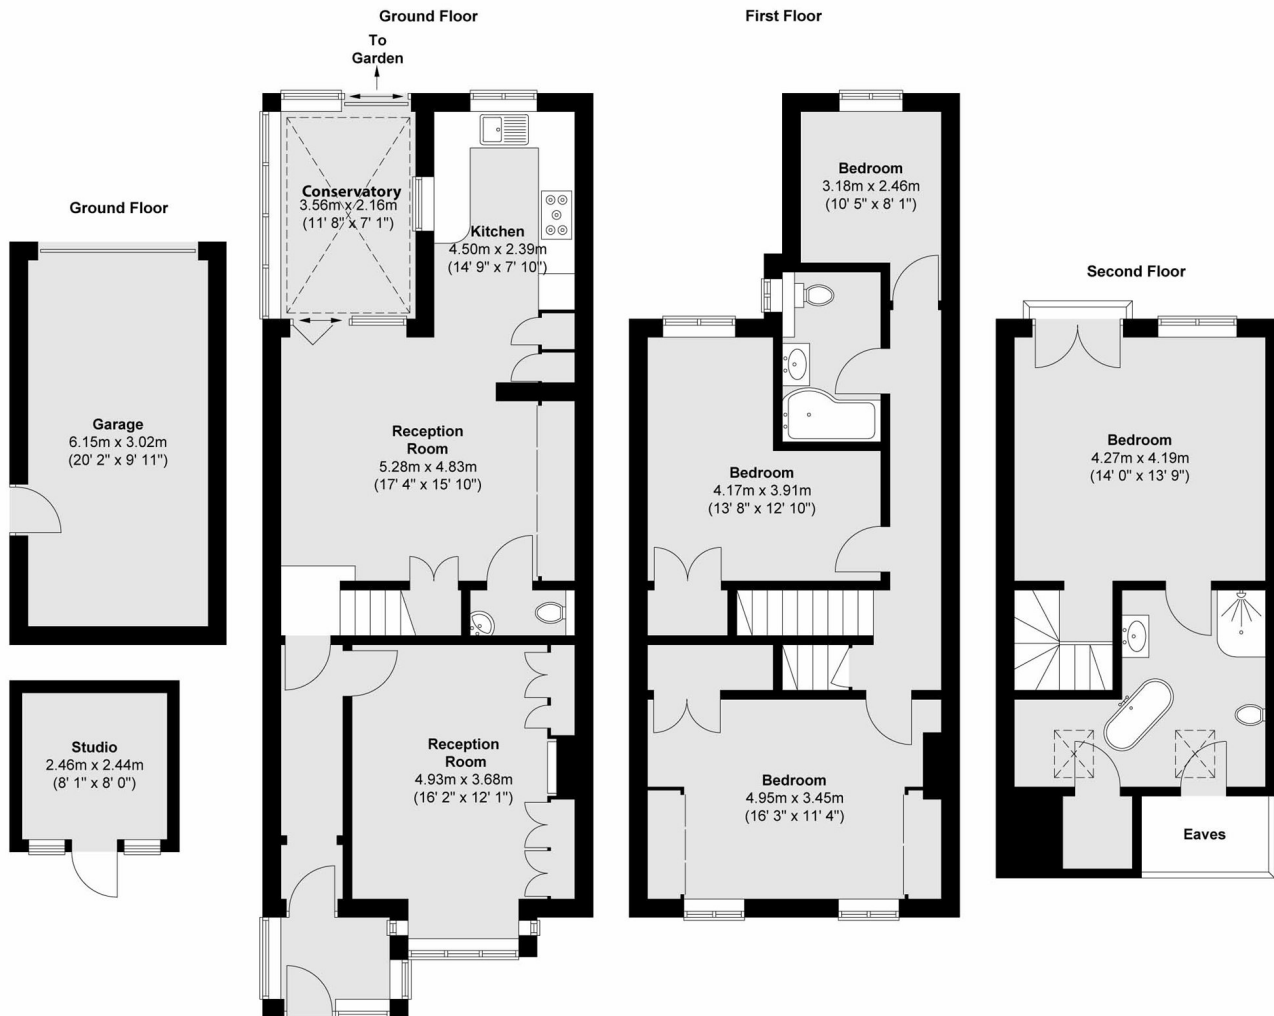 Ground Floor
First Floor
To
Garden
Conservatory
3.56m x 2.16m
(11' 8" x 7' 1")
Kitchen
4.50m x 2.39m
(14' 9" x 7' 10")
Reception
Room
5.28m x 4.83m
(17' 4" x 15' 10")
Reception
Room
4.93m x 3.68m
(16' 2" x 12' 1")
Ground Floor
Garage
6.15m x 3.02m
(20' 2" x 9' 11")
Studio
2.46m x 2.44m
(8' 1" x 8' 0")
Bedroom
3.18m x 2.46m
(10' 5" x 8' 1")
Bedroom
4.17m x 3.91m
(13' 8" x 12' 10")
Bedroom
4.95m x 3.45m
(16' 3" x 11' 4")
Second Floor
Bedroom
4.27m x 4.19m
(14' 0" x 13' 9")
Eaves